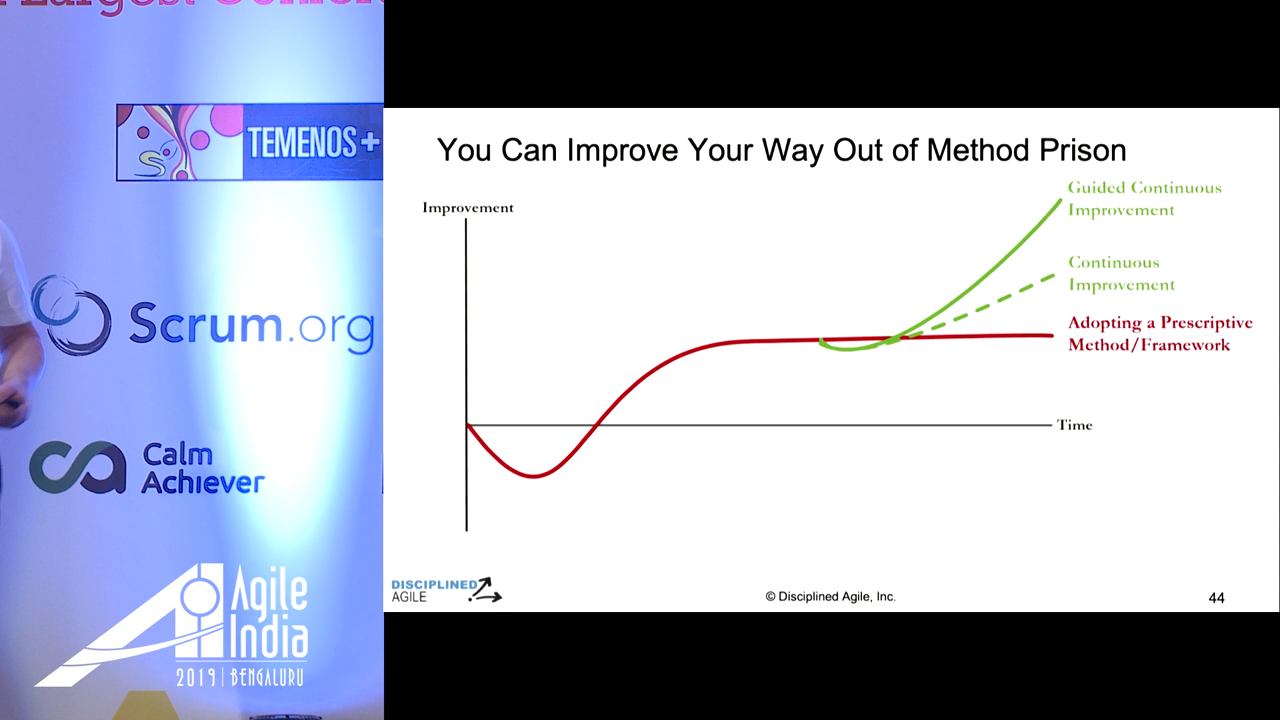 Largest
TEMENOS+
Scrum.org
Calm
Achiever
Agile
India
2019 | BENGALURU
You Can Improve Your Way Out of Method Prison
Improvement
Guided Continuous
Improvement
Continuous
Improvement
Adopting a Prescriptive
Method/Framework
Time
DISCIPLINED
AGILE
© Disciplined Agile, Inc.
44